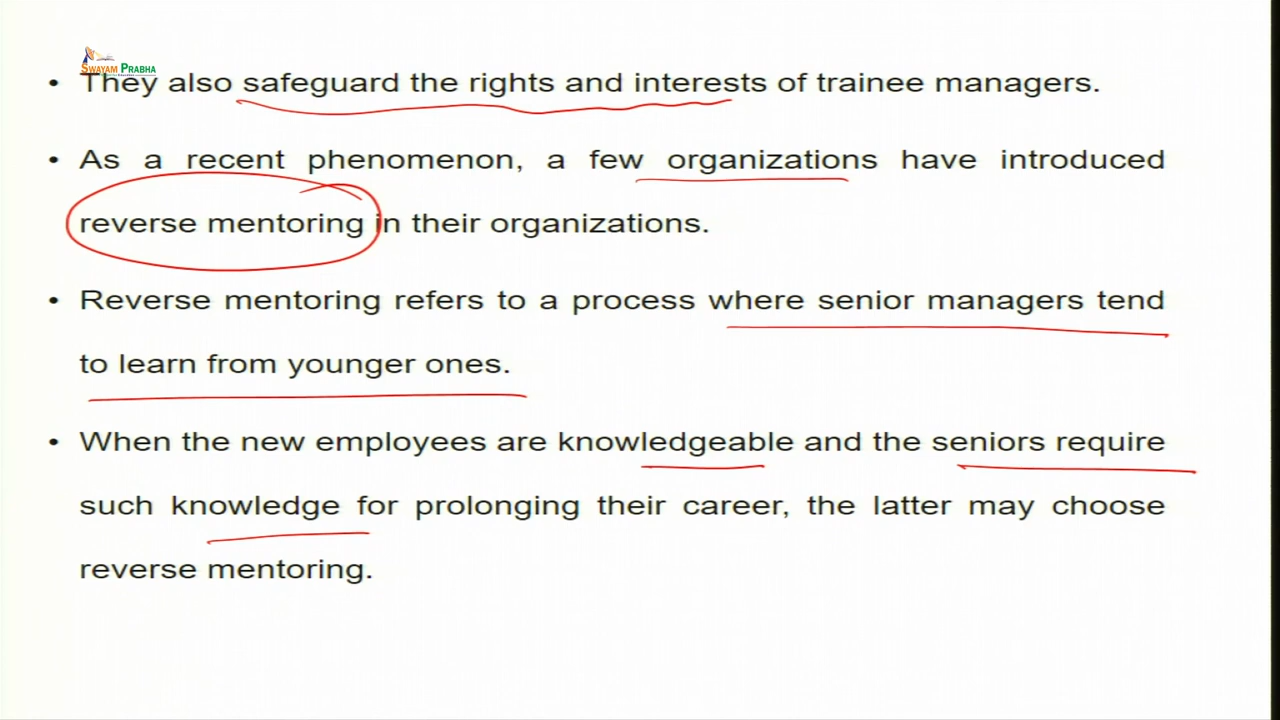 SWAYAM PRABHA
• They also safeguard the rights and interests of trainee managers.
• As a recent phenomenon, a few organizations have introduced
reverse mentoring in their organizations.
• Reverse mentoring refers to a process where senior managers tend
to learn from younger ones.
• When the new employees are knowledgeable and the seniors require
such knowledge for prolonging their career, the latter may choose
reverse mentoring.